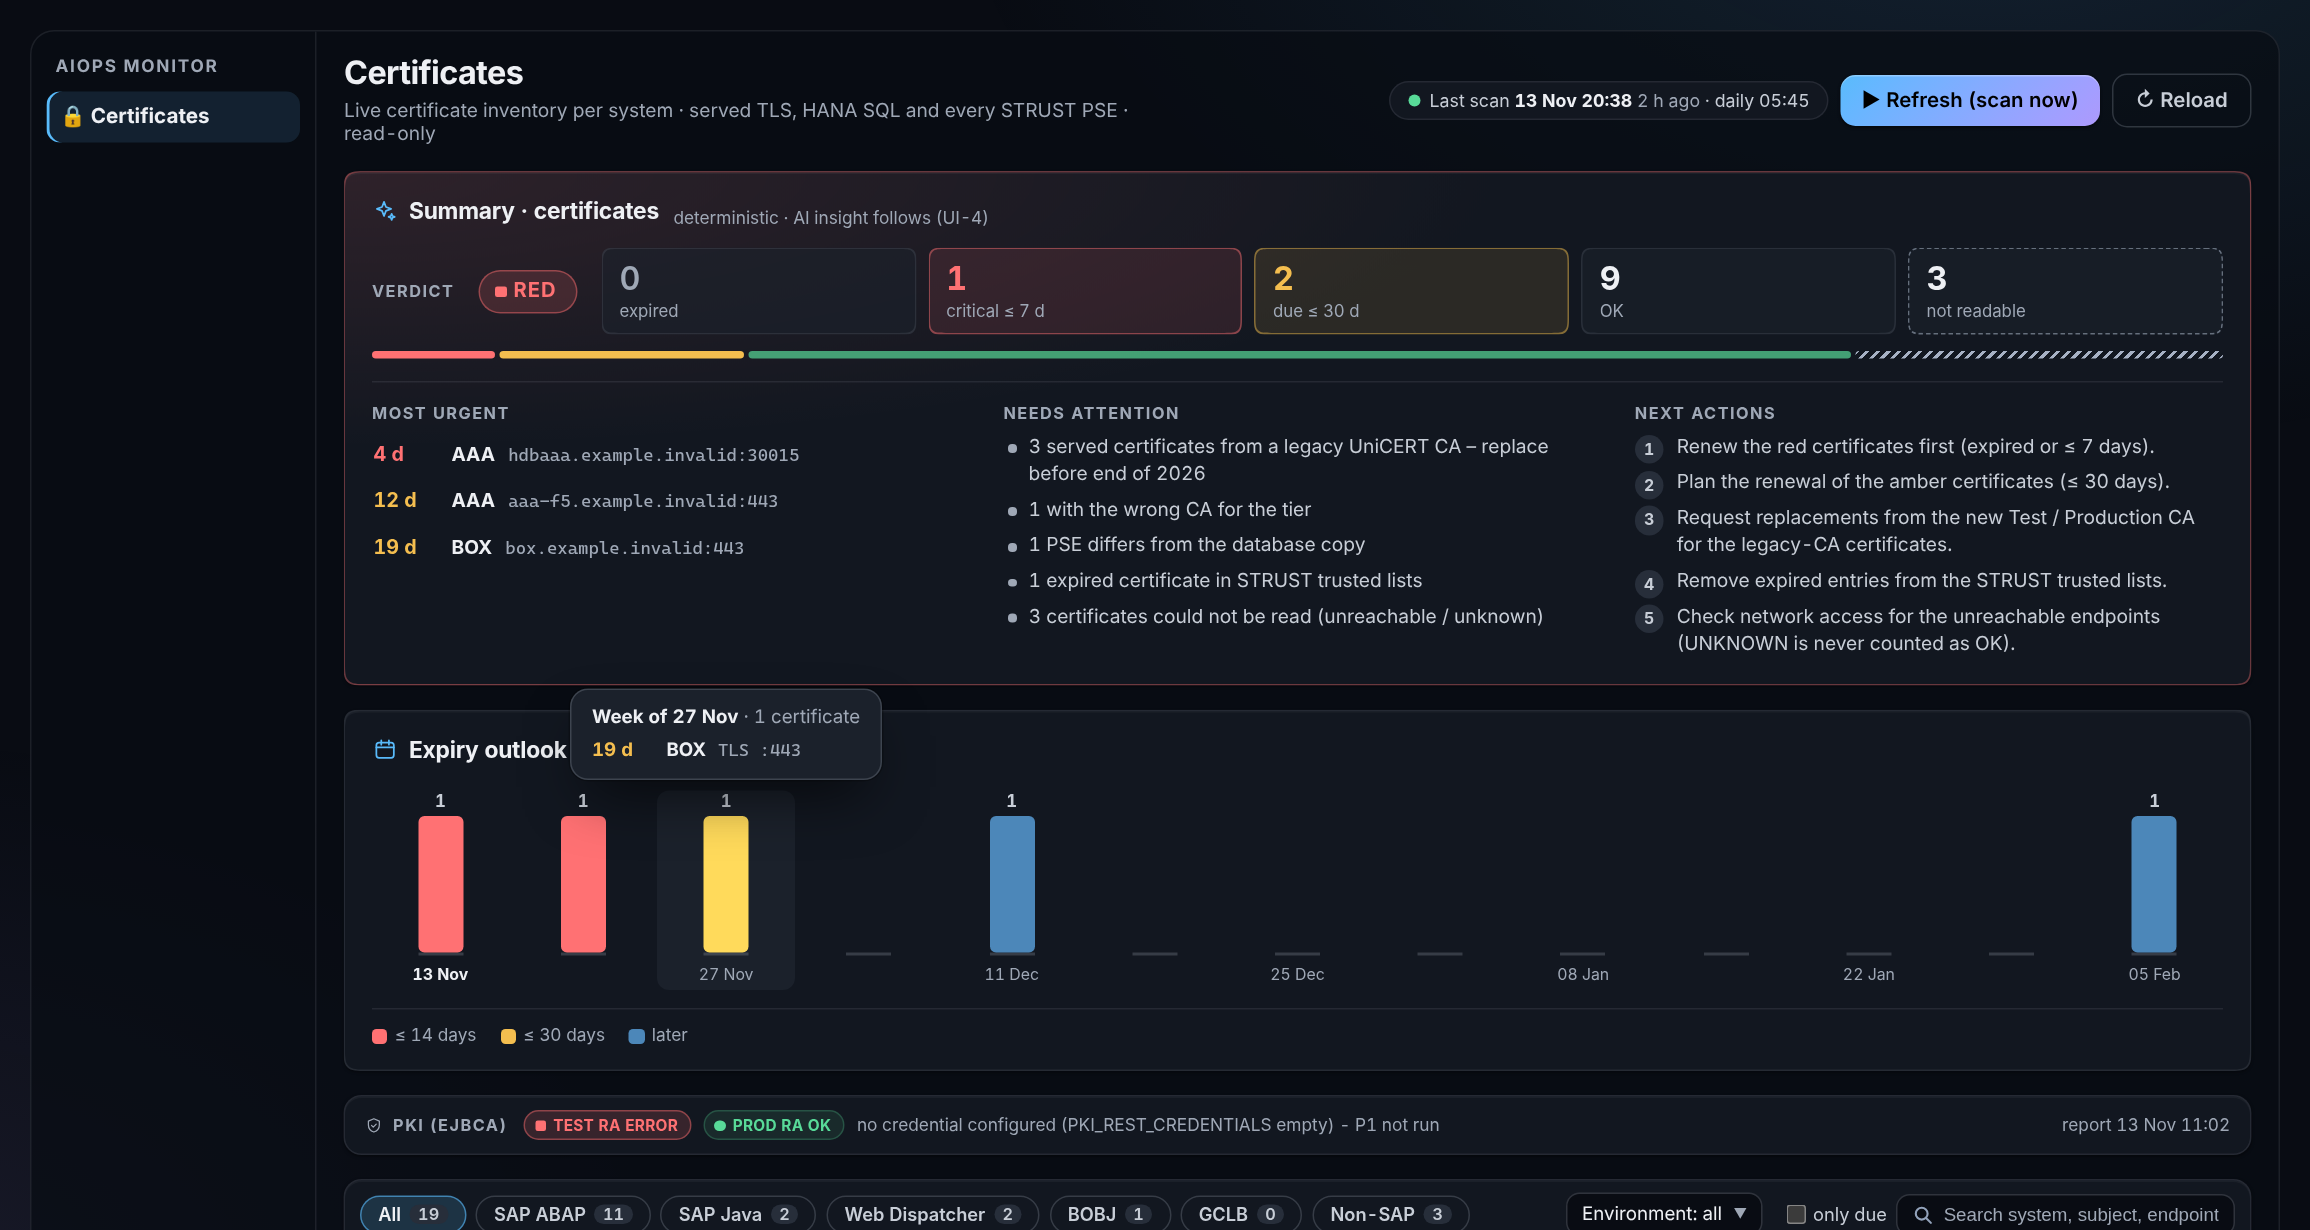 AIOPS MONITOR
🔒 Certificates
Certificates
Live certificate inventory per system · served TLS, HANA SQL and every STRUST PSE ·
read-only
Last scan 13 Nov 20:38 2 h ago · daily 05:45
▶ Refresh (scan now)
↻ Reload
Summary · certificates deterministic · AI insight follows (UI-4)
VERDICT
RED
0
expired
1
critical ≤ 7 d
2
due ≤ 30 d
9
OK
3
not readable
MOST URGENT
4 d AAA hdbaaa.example.invalid:30015
12 d AAA aaa-f5.example.invalid:443
19 d BOX box.example.invalid:443
NEEDS ATTENTION
3 served certificates from a legacy UniCERT CA – replace
before end of 2026
1 with the wrong CA for the tier
1 PSE differs from the database copy
1 expired certificate in STRUST trusted lists
3 certificates could not be read (unreachable / unknown)
NEXT ACTIONS
1 Renew the red certificates first (expired or ≤ 7 days).
2 Plan the renewal of the amber certificates (≤ 30 days).
3 Request replacements from the new Test / Production CA
for the legacy-CA certificates.
4 Remove expired entries from the STRUST trusted lists.
5 Check network access for the unreachable endpoints
(UNKNOWN is never counted as OK).
Week of 27 Nov · 1 certificate
19 d BOX TLS :443
Expiry outlook
1 1 1 1 1
13 Nov 27 Nov 11 Dec 25 Dec 08 Jan 22 Jan 05 Feb
≤ 14 days ≤ 30 days later
PKI (EJBCA) TEST RA ERROR PROD RA OK no credential configured (PKI_REST_CREDENTIALS empty) - P1 not run report 13 Nov 11:02
All 19 SAP ABAP 11 SAP Java 2 Web Dispatcher 2 BOBJ 1 GCLB 0 Non-SAP 3 Environment: all ▼ only due Search system, subject, endpoint